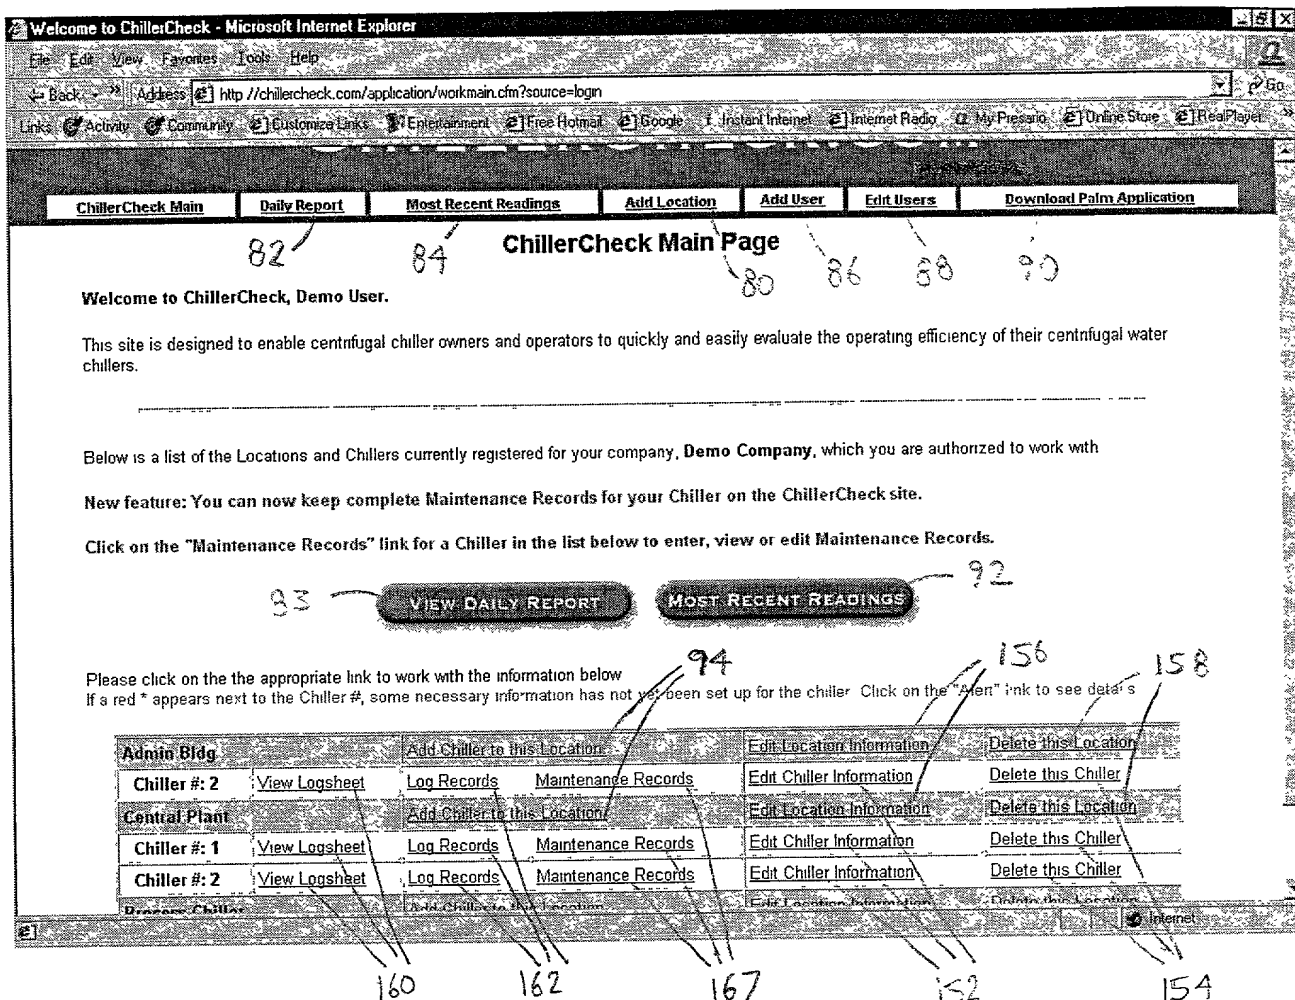 Welcome to ChillerCheck - Microsoft Internet Explorer
File Edit View Favorites Tools Help
Back Address http://chillercheck.com/application/workmain.cfm?source=login Go
Links Activity Community Customize Links Entertainment Free Hotmail Google Instant Internet Internet Radio My Presario Online Store RealPlayer
ChillerCheck Main Daily Report Most Recent Readings Add Location Add User Edit Users Download Palm Application
82 84 80 86 88 90
ChillerCheck Main Page
Welcome to ChillerCheck, Demo User.
This site is designed to enable centrifugal chiller owners and operators to quickly and easily evaluate the operating efficiency of their centrifugal water
chillers.
Below is a list of the Locations and Chillers currently registered for your company, Demo Company, which you are authorized to work with
New feature: You can now keep complete Maintenance Records for your Chiller on the ChillerCheck site.
Click on the "Maintenance Records" link for a Chiller in the list below to enter, view or edit Maintenance Records.
93 VIEW DAILY REPORT MOST RECENT READINGS 92
Please click on the the appropriate link to work with the information below
94 156 158
If a red * appears next to the Chiller #, some necessary information has not yet been set up for the chiller Click on the "Alert" link to see details
Admin Bldg Add Chiller to this Location Edit Location Information Delete this Location
Chiller #: 2 View Logsheet Log Records Maintenance Records Edit Chiller Information Delete this Chiller
Central Plant Add Chiller to this Location Edit Location Information Delete this Location
Chiller #: 1 View Logsheet Log Records Maintenance Records Edit Chiller Information Delete this Chiller
Chiller #: 2 View Logsheet Log Records Maintenance Records Edit Chiller Information Delete this Chiller
Process Chiller Add Chiller to this Location Edit Location Information Delete this Location
Internet
160 162 167 152 154